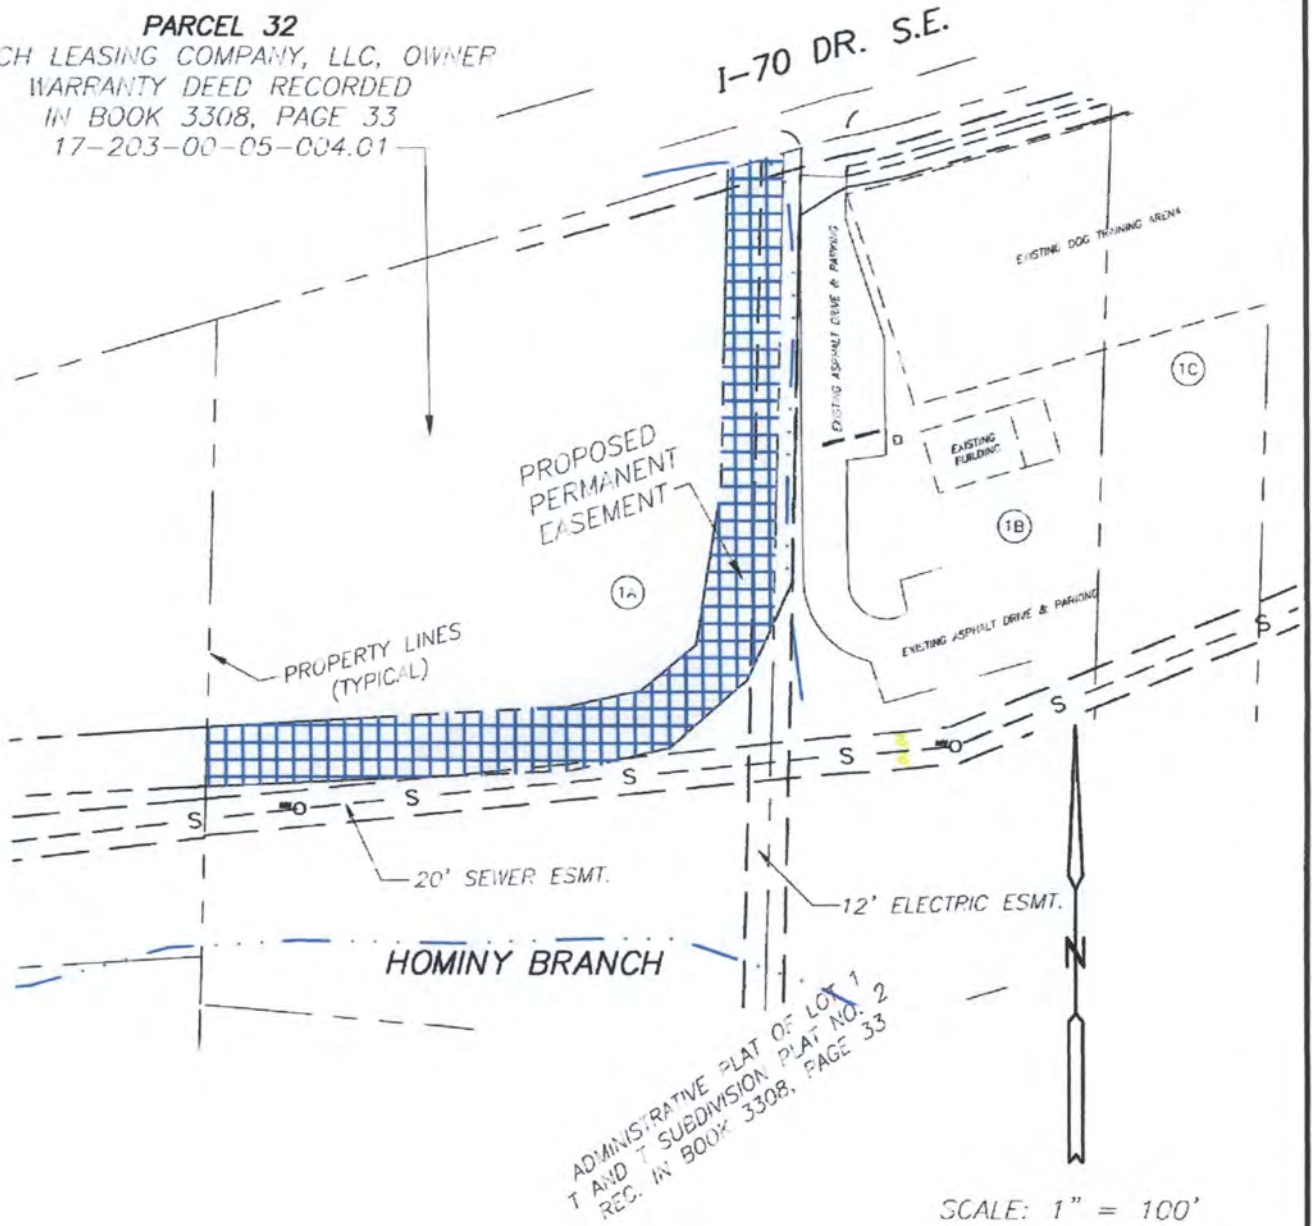 PARCEL 32
CH LEASING COMPANY, LLC, OWNER
WARRANTY DEED RECORDED
IN BOOK 3308, PAGE 33
17-203-00-05-004.01
I-70 DR. S.E.
EXISTING DOG TRAINING ARENA
EXISTING ASPHALT DRIVE & PARKING
1C
EXISTING
BUILDING
PROPOSED
PERMANENT
EASEMENT
1B
1A
EXISTING ASPHALT DRIVE & PARKING
PROPERTY LINES
(TYPICAL)
S
S
S
S
S
S
20' SEWER ESMT.
12' ELECTRIC ESMT.
HOMINY BRANCH
N
ADMINISTRATIVE PLAT OF LOT 1
T AND T SUBDIVISION PLAT NO. 2
REC. IN BOOK 3308, PAGE 33
SCALE: 1" = 100'